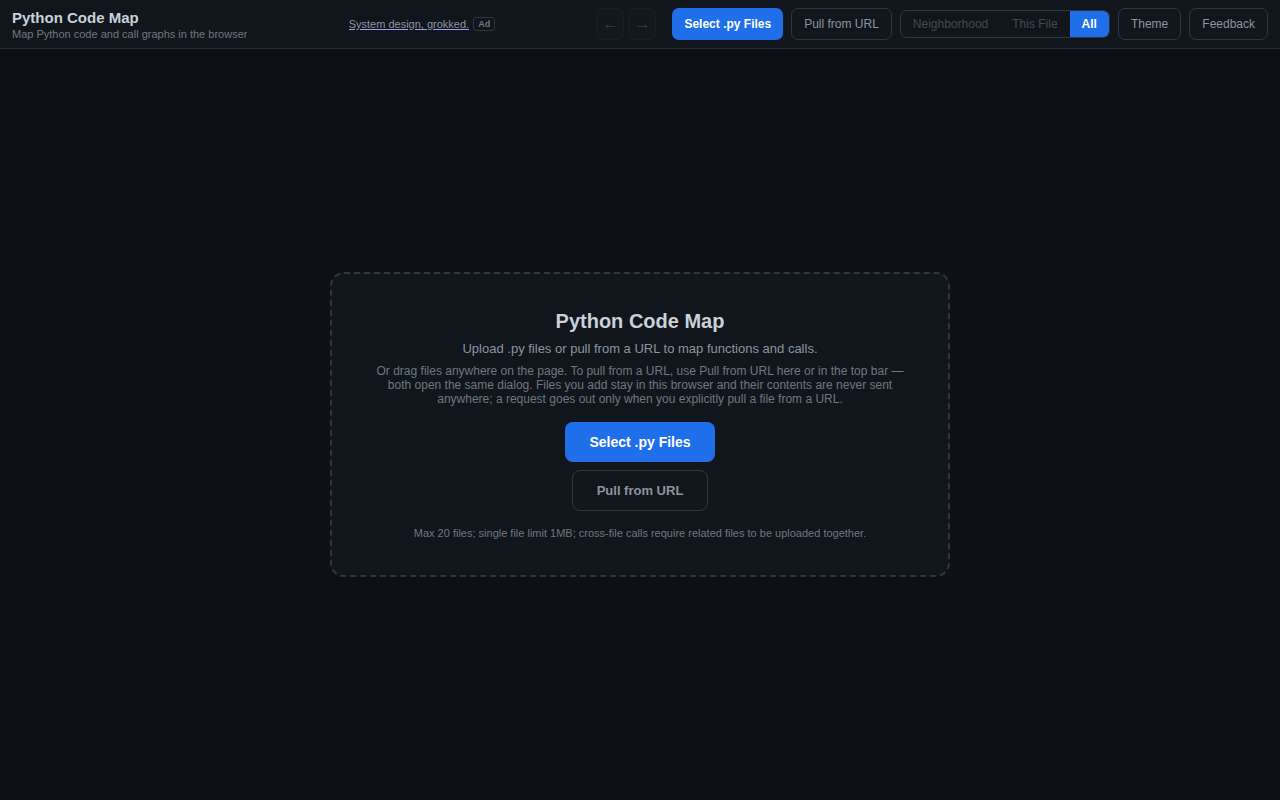 Python Code Map
Map Python code and call graphs in the browser
System design, grokked. Ad
← →
Select .py Files
Pull from URL
Neighborhood This File All
Theme
Feedback
Python Code Map
Upload .py files or pull from a URL to map functions and calls.
Or drag files anywhere on the page. To pull from a URL, use Pull from URL here or in the top bar —
both open the same dialog. Files you add stay in this browser and their contents are never sent
anywhere; a request goes out only when you explicitly pull a file from a URL.
Select .py Files
Pull from URL
Max 20 files; single file limit 1MB; cross-file calls require related files to be uploaded together.